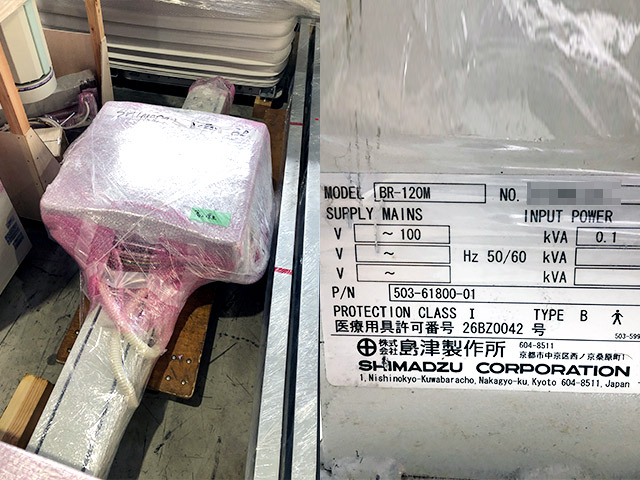 MODEL BR-120M NO.
SUPPLY MAINS INPUT POWER
V ～100 kVA 0.1
V ～ Hz 50/60 kVA
V ～ kVA
P/N 503-61800-01
PROTECTION CLASS I TYPE B
医療用具許可番号 26BZ0042 号
503-599
株式会社 島津製作所 604-8511
京都市中京区西ノ京桑原町1
SHIMADZU CORPORATION
1, Nishinokyo-Kuwabaracho, Nakagyo-ku, Kyoto 604-8511, Japan